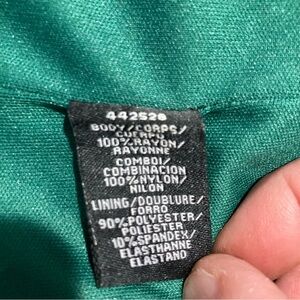 442526
BODY/CORPS/
CUERPO
100% RAYON/
RAYONNE
COMBO/
COMBINACION
100% NYLON/
NILON
LINING/DOUBLURE/
FORRO
90% POLYESTER/
POLIESTER
10% SPANDEX/
ELASTHANNE
ELASTANO